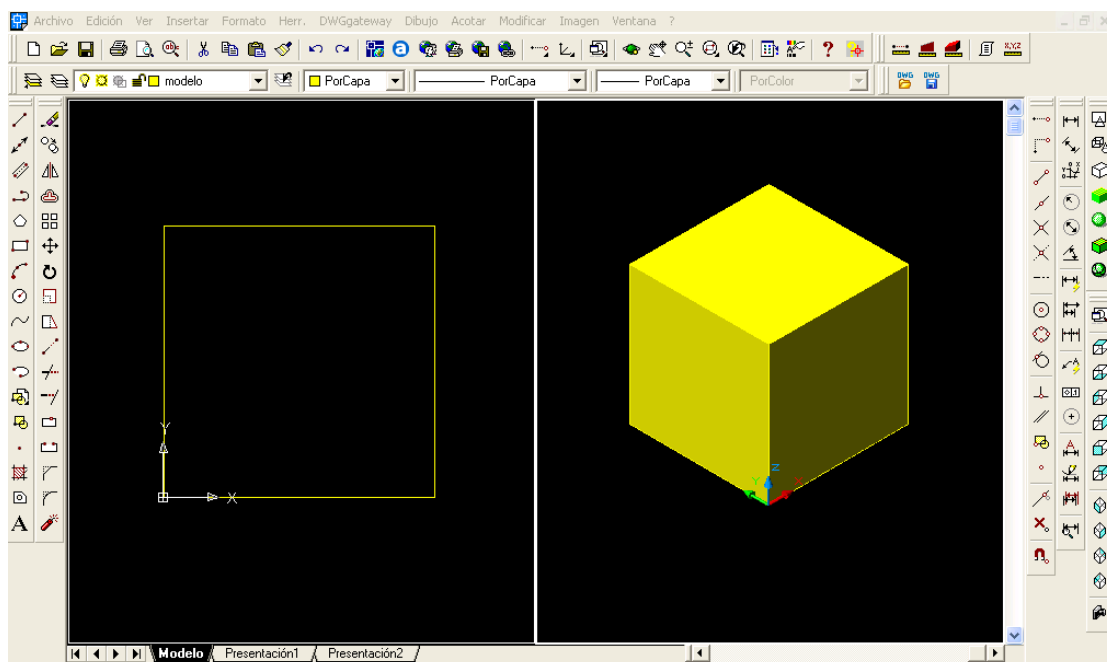 Archivo Edición Ver Insertar Formato Herr. DWGgateway Dibujo Acotar Modificar Imagen Ventana ?
X,Y,Z
modelo PorCapa PorCapa PorCapa PorColor DWG DWG
Y
X
Z
Y
Modelo Presentación1 Presentación2